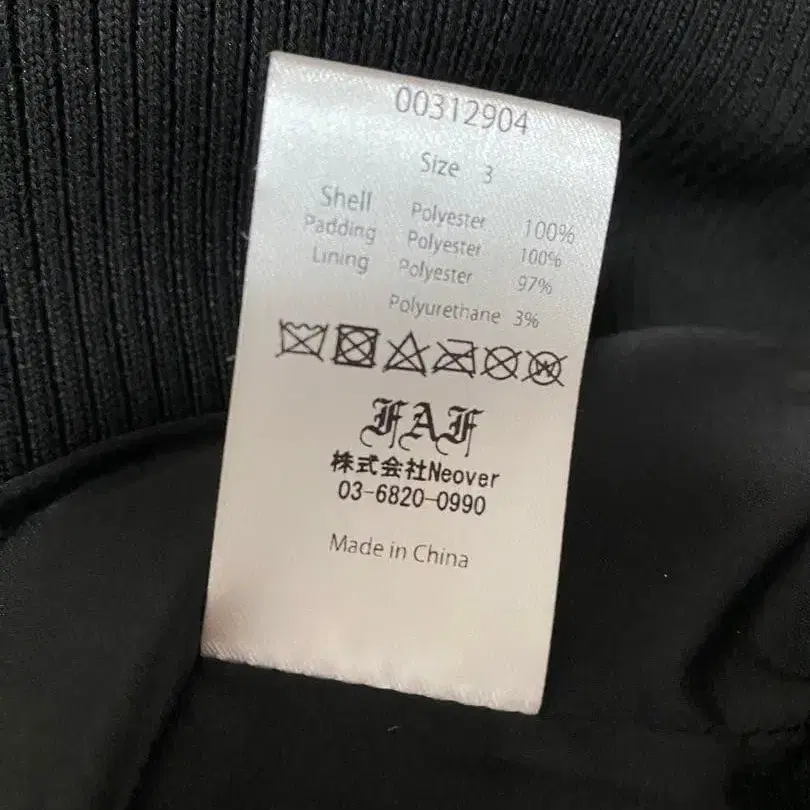 00312904
Size 3
Shell Polyester 100%
Padding Polyester 100%
Lining Polyester 97%
Polyurethane 3%
FAF
株式会社Neover
03-6820-0990
Made in China